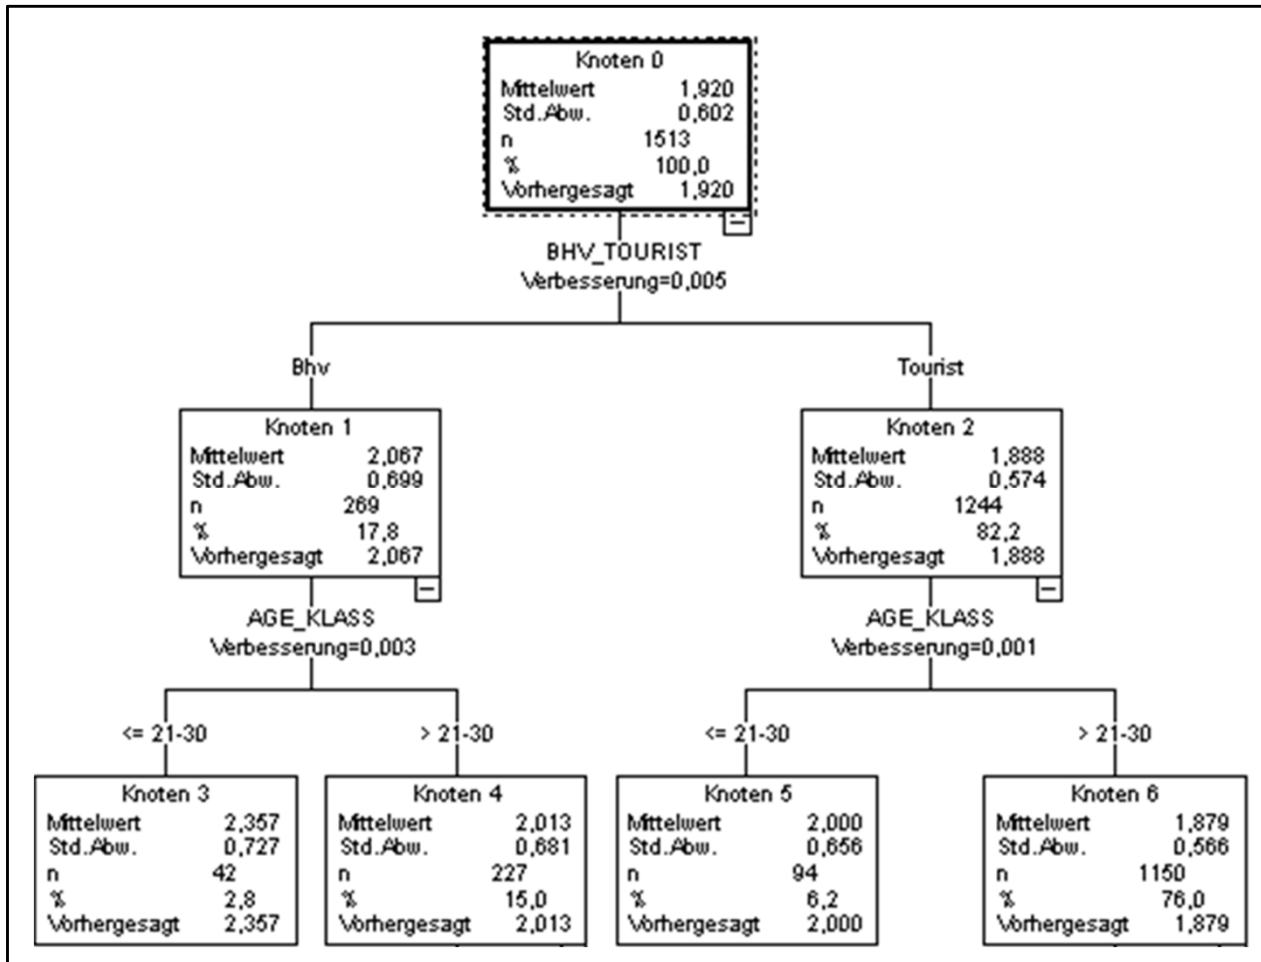 Knoten 0
Mittelwert 1,920
Std.Abw. 0,602
n 1513
% 100,0
Vorhergesagt 1,920
BHV_TOURIST
Verbesserung=0,005
Bhv
Tourist
Knoten 1
Mittelwert 2,067
Std.Abw. 0,699
n 269
% 17,8
Vorhergesagt 2,067
Knoten 2
Mittelwert 1,888
Std.Abw. 0,574
n 1244
% 82,2
Vorhergesagt 1,888
AGE_KLASS
Verbesserung=0,003
AGE_KLASS
Verbesserung=0,001
<= 21-30
> 21-30
<= 21-30
> 21-30
Knoten 3
Mittelwert 2,357
Std.Abw. 0,727
n 42
% 2,8
Vorhergesagt 2,357
Knoten 4
Mittelwert 2,013
Std.Abw. 0,681
n 227
% 15,0
Vorhergesagt 2,013
Knoten 5
Mittelwert 2,000
Std.Abw. 0,656
n 94
% 6,2
Vorhergesagt 2,000
Knoten 6
Mittelwert 1,879
Std.Abw. 0,566
n 1150
% 76,0
Vorhergesagt 1,879